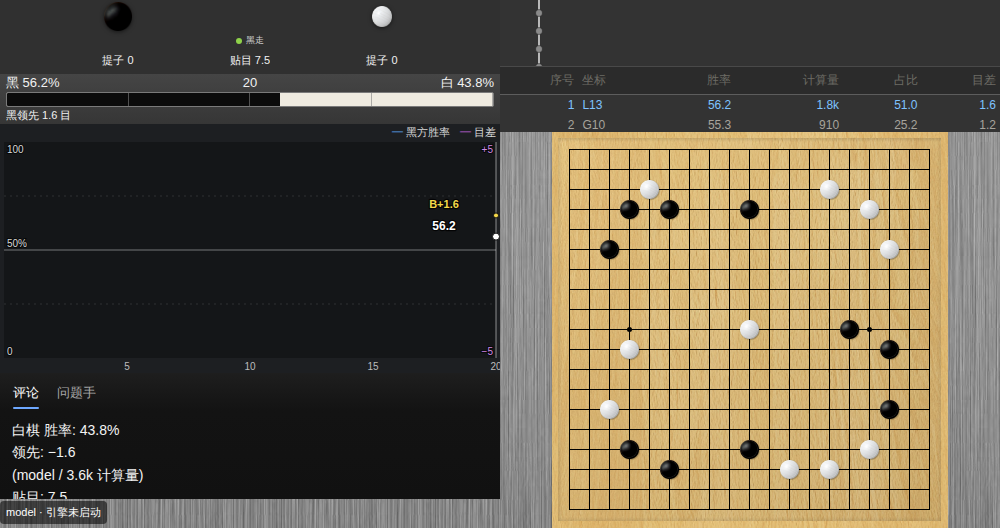 黑走
提子 0
贴目 7.5
提子 0
黑 56.2%
20
白 43.8%
黑领先 1.6 目
黑方胜率
目差
100
+5
B+1.6
56.2
50%
0
−5
5
10
15
20
评论
问题手
白棋 胜率: 43.8%
领先: −1.6
(model / 3.6k 计算量)
贴目: 7.5
model · 引擎未启动
序号 坐标 胜率 计算量 占比 目差
1 L13 56.2 1.8k 51.0 1.6
2 G10 55.3 910 25.2 1.2